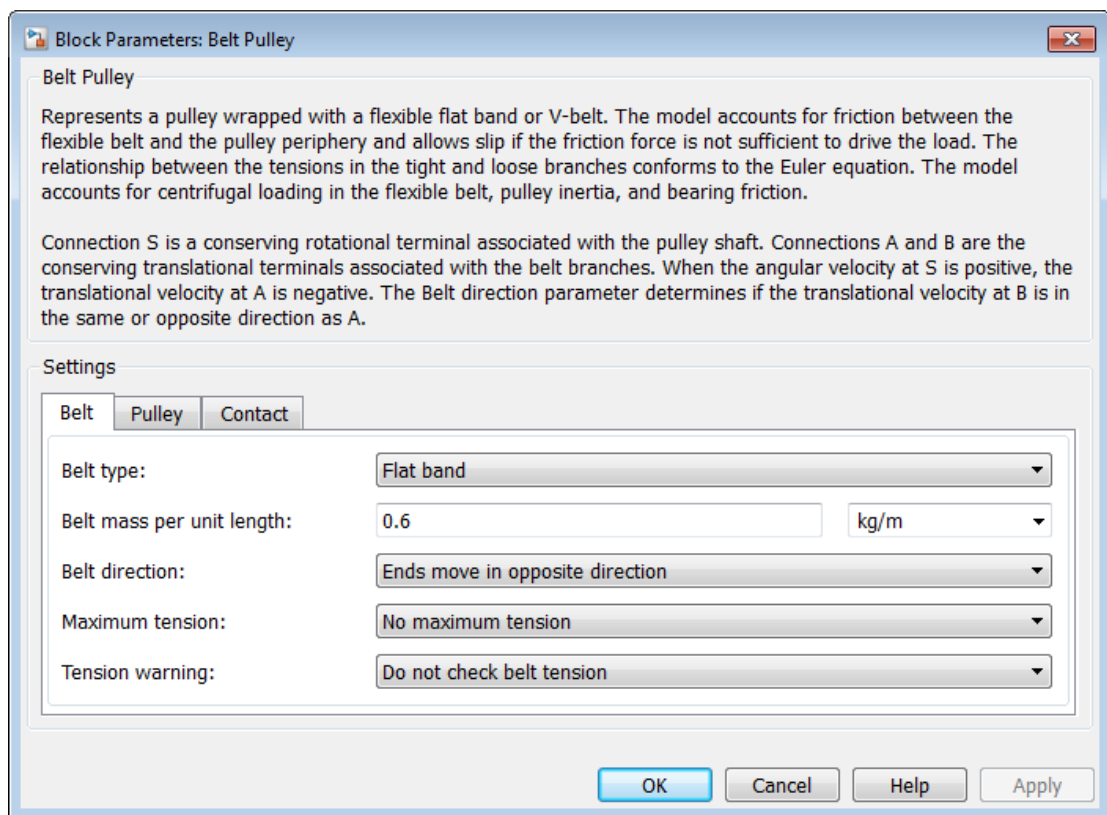 Block Parameters: Belt Pulley
Belt Pulley
Represents a pulley wrapped with a flexible flat band or V-belt. The model accounts for friction between the
flexible belt and the pulley periphery and allows slip if the friction force is not sufficient to drive the load. The
relationship between the tensions in the tight and loose branches conforms to the Euler equation. The model
accounts for centrifugal loading in the flexible belt, pulley inertia, and bearing friction.
Connection S is a conserving rotational terminal associated with the pulley shaft. Connections A and B are the
conserving translational terminals associated with the belt branches. When the angular velocity at S is positive, the
translational velocity at A is negative. The Belt direction parameter determines if the translational velocity at B is in
the same or opposite direction as A.
Settings
Belt Pulley Contact
Belt type: Flat band
Belt mass per unit length: 0.6 kg/m
Belt direction: Ends move in opposite direction
Maximum tension: No maximum tension
Tension warning: Do not check belt tension
OK Cancel Help Apply